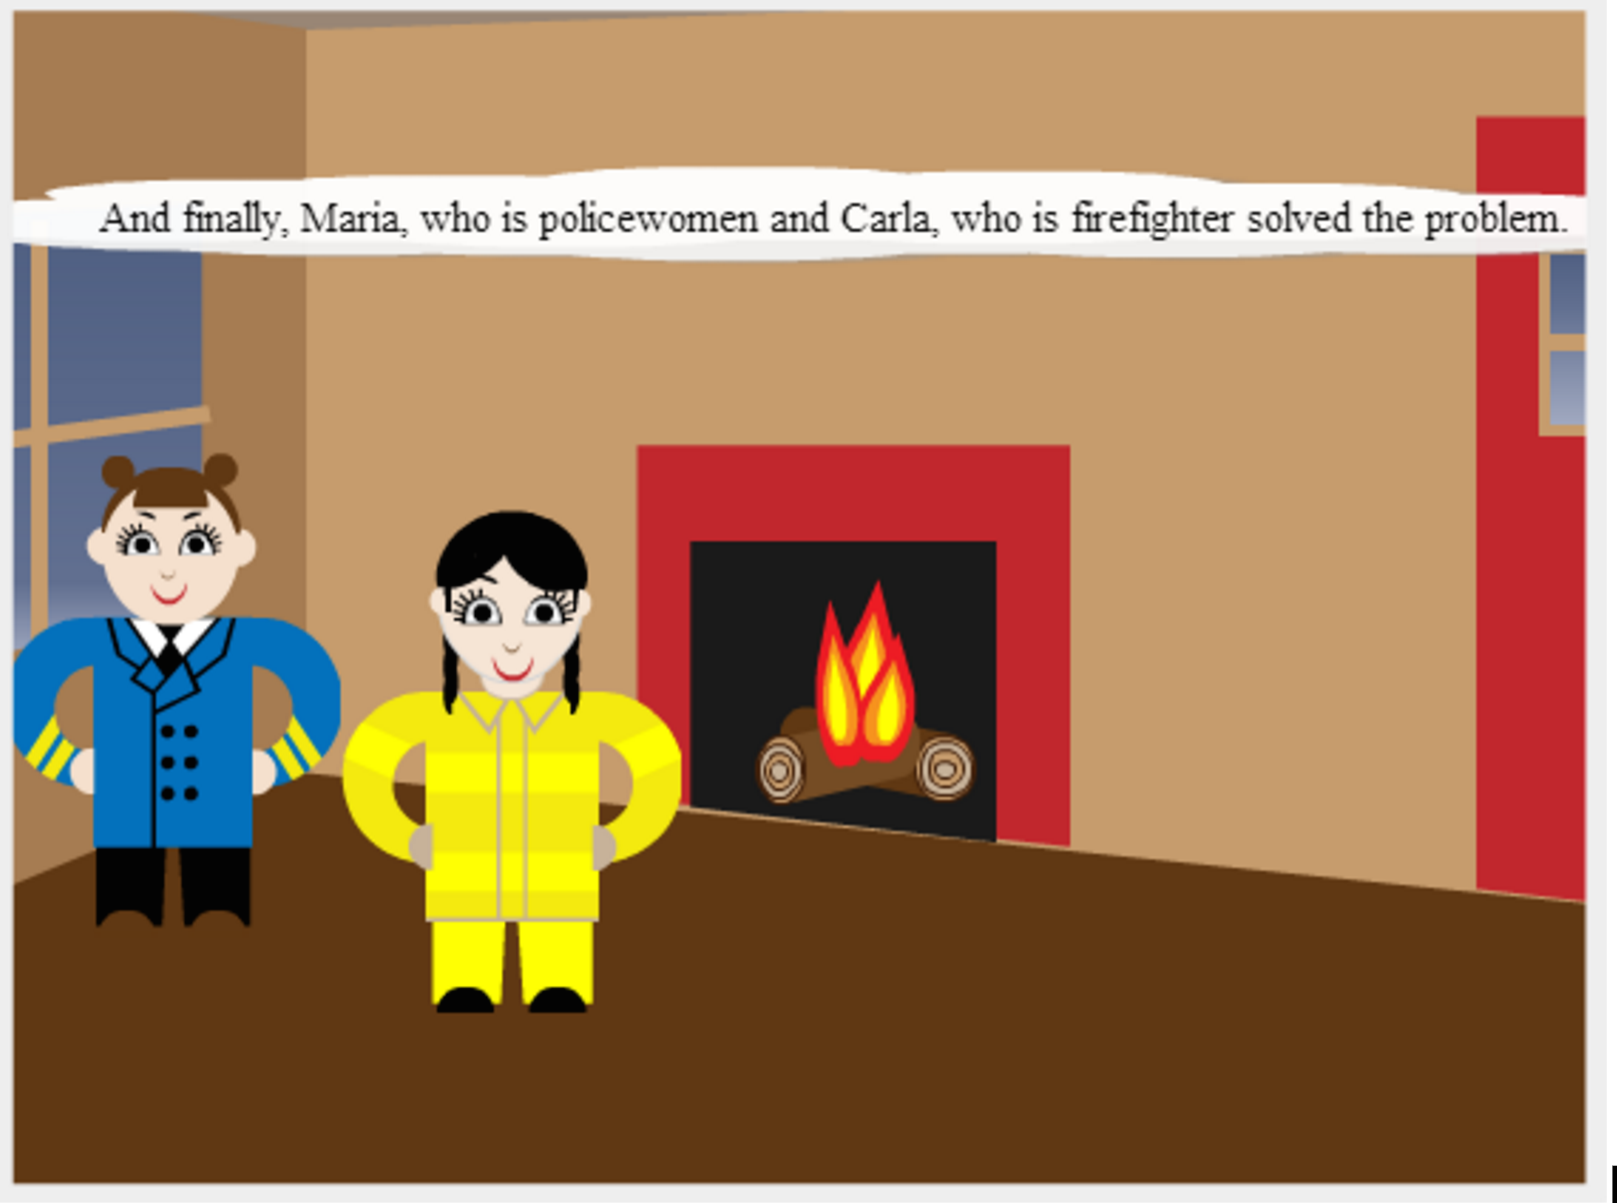 And finally, Maria, who is policewomen and Carla, who is firefighter solved the problem.